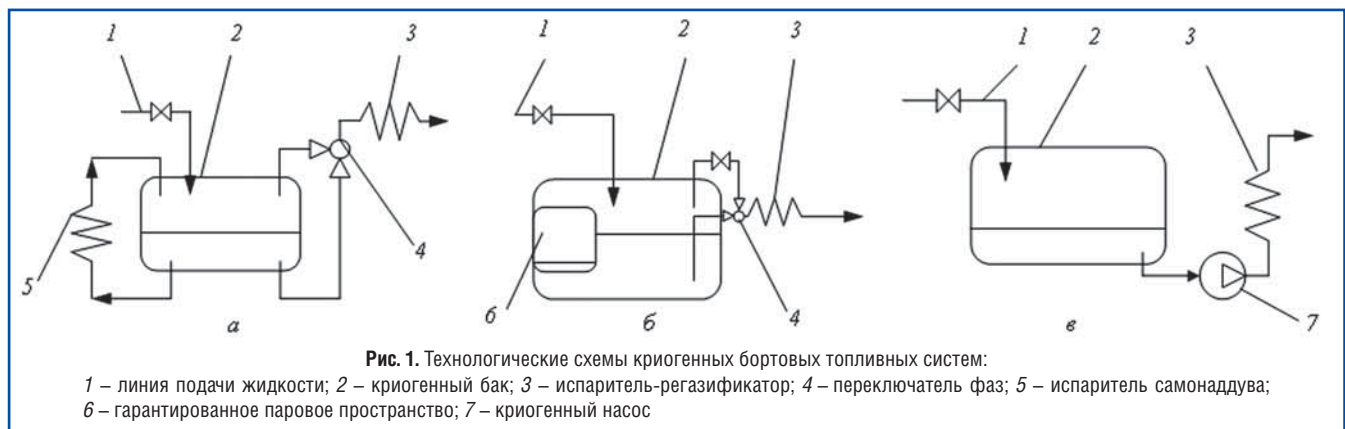 1 2 3 1 2 3 1 2 3
5 4 6 4 7
а б в
Рис. 1. Технологические схемы криогенных бортовых топливных систем:
1 – линия подачи жидкости; 2 – криогенный бак; 3 – испаритель-регазификатор; 4 – переключатель фаз; 5 – испаритель самонаддува;
6 – гарантированное паровое пространство; 7 – криогенный насос